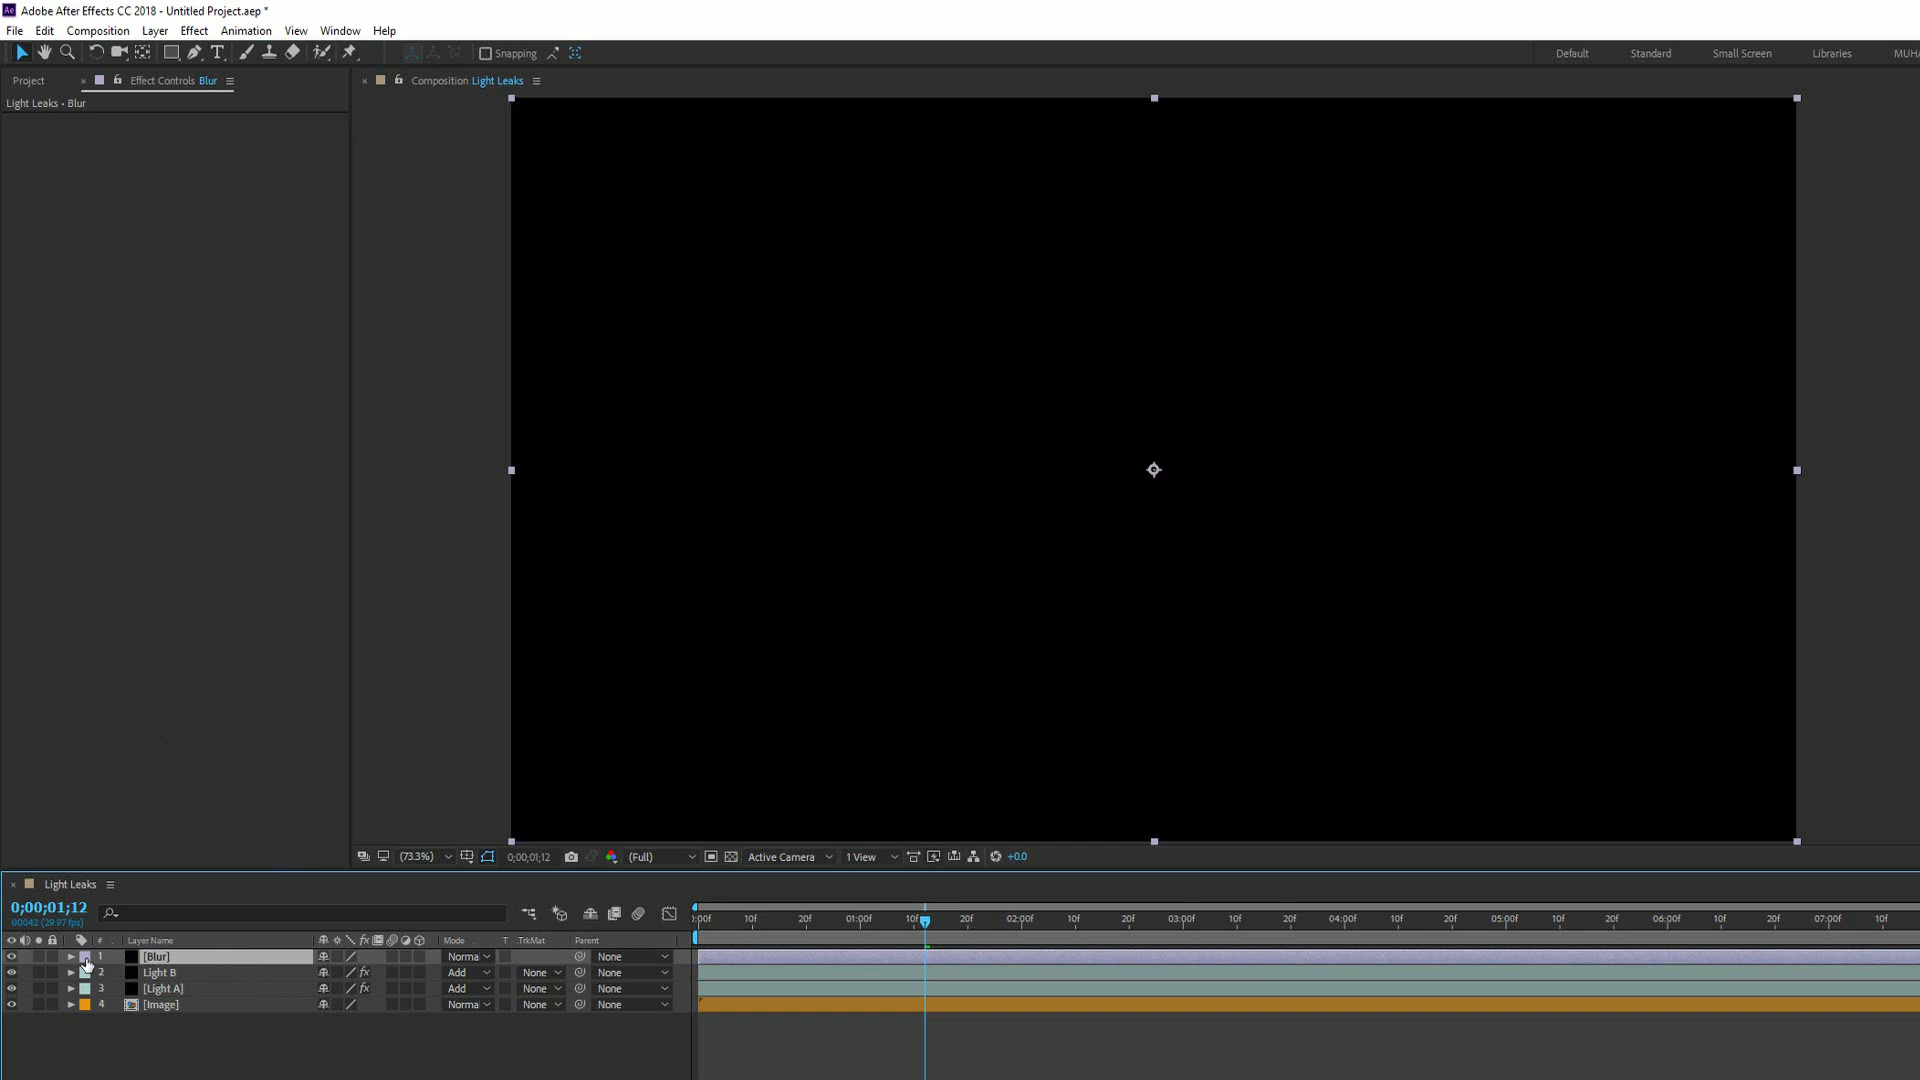 Adobe After Effects CC 2018 - Untitled Project.aep *
File Edit Composition Layer Effect Animation View Window Help
Snapping Default Standard Small Screen Libraries MUHA
Project Effect Controls Blur Composition Light Leaks
Light Leaks • Blur
(73.3%) 0;00;01;12 (Full) Active Camera 1 View +0.0
Light Leaks
0;00;01;12
00042 (29.97 fps)
:00f 10f 20f 01:00f 10f 20f 02:00f 10f 20f 03:00f 10f 20f 04:00f 10f 20f 05:00f 10f 20f 06:00f 10f 20f 07:00f 10f
# Layer Name fx Mode T .TrkMat Parent
1 [Blur] Norma None
2 Light B fx Add None None
3 [Light A] fx Add None None
4 [Image] Norma None None